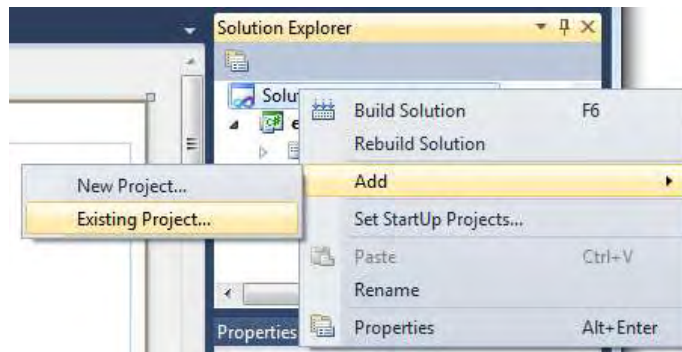 Solution Explorer
Build Solution F6
Rebuild Solution
Add
New Project...
Existing Project...
Set StartUp Projects...
Paste Ctrl+V
Rename
Properties
Properties Alt+Enter